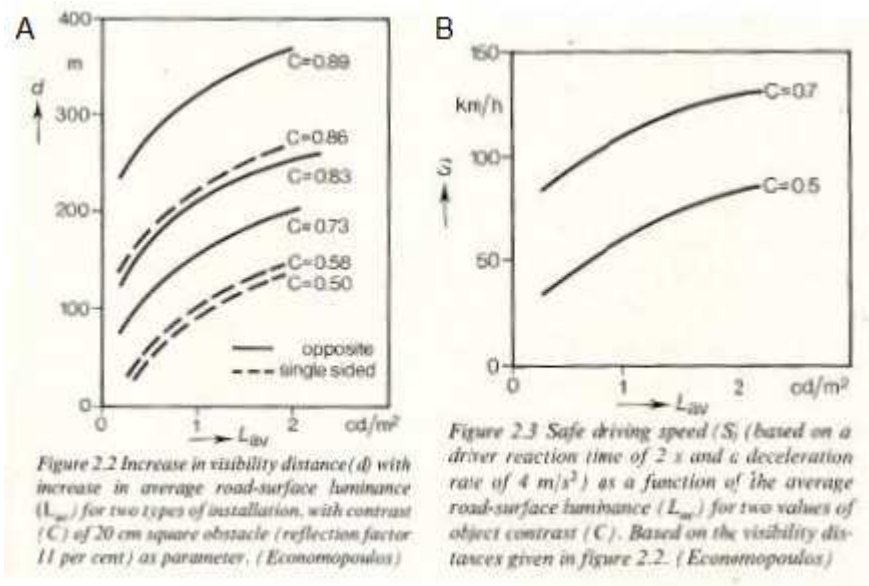 A
400
m
d
300
200
100
0
C=0.89
C=0.86
C=0.83
C=0.73
C=0.58
C=0.50
opposite
single sided
0
1
2
cd/m²
Lav
Figure 2.2 Increase in visibility distance (d) with
increase in average road-surface luminance
(Lav) for two types of installation, with contrast
(C) of 20 cm square obstacle (reflection factor
11 per cent) as parameter. (Economopoulos)
B
150
km/h
100
S
50
0
C=0.7
C=0.5
0
1
2
cd/m²
Lav
Figure 2.3 Safe driving speed (S) (based on a
driver reaction time of 2 s and a deceleration
rate of 4 m/s²) as a function of the average
road-surface luminance (Lav) for two values of
object contrast (C). Based on the visibility dis-
tances given in figure 2.2. (Economopoulos)